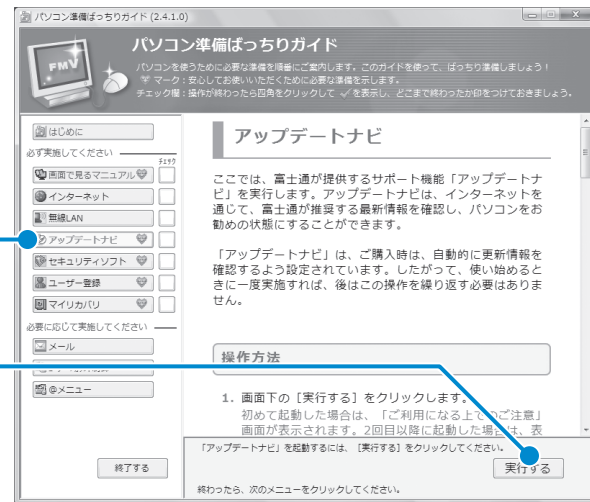 パソコン準備ばっちりガイド (2.4.1.0)
FMV
パソコン準備ばっちりガイド
パソコンを使うために必要な準備を順番にご案内します。このガイドを使って、ばっちり準備しましょう！
マーク：安心してお使いいただくために必要な準備を示します。
チェック欄：操作が終わったら四角をクリックして ✓ を表示し、どこまで終わったか印をつけておきましょう。
はじめに
必ず実施してください
チェック
画面で見るマニュアル
インターネット
無線LAN
アップデートナビ
セキュリティソフト
ユーザー登録
マイリカバリ
必要に応じて実施してください
メール
@メニュー
終了する
アップデートナビ
ここでは、富士通が提供するサポート機能「アップデートナ
ビ」を実行します。アップデートナビは、インターネットを
通じて、富士通が推奨する最新情報を確認し、パソコンをお
勧めの状態にすることができます。
「アップデートナビ」は、ご購入時は、自動的に更新情報を
確認するよう設定されています。したがって、使い始めると
きに一度実施すれば、後はこの操作を繰り返す必要はありま
せん。
操作方法
1. 画面下の［実行する］をクリックします。
初めて起動した場合は、「ご利用になる上でのご注意」
画面が表示されます。2回目以降に起動した場合は、表
「アップデートナビ」を起動するには、［実行する］をクリックしてください。
実行する
終わったら、次のメニューをクリックしてください。